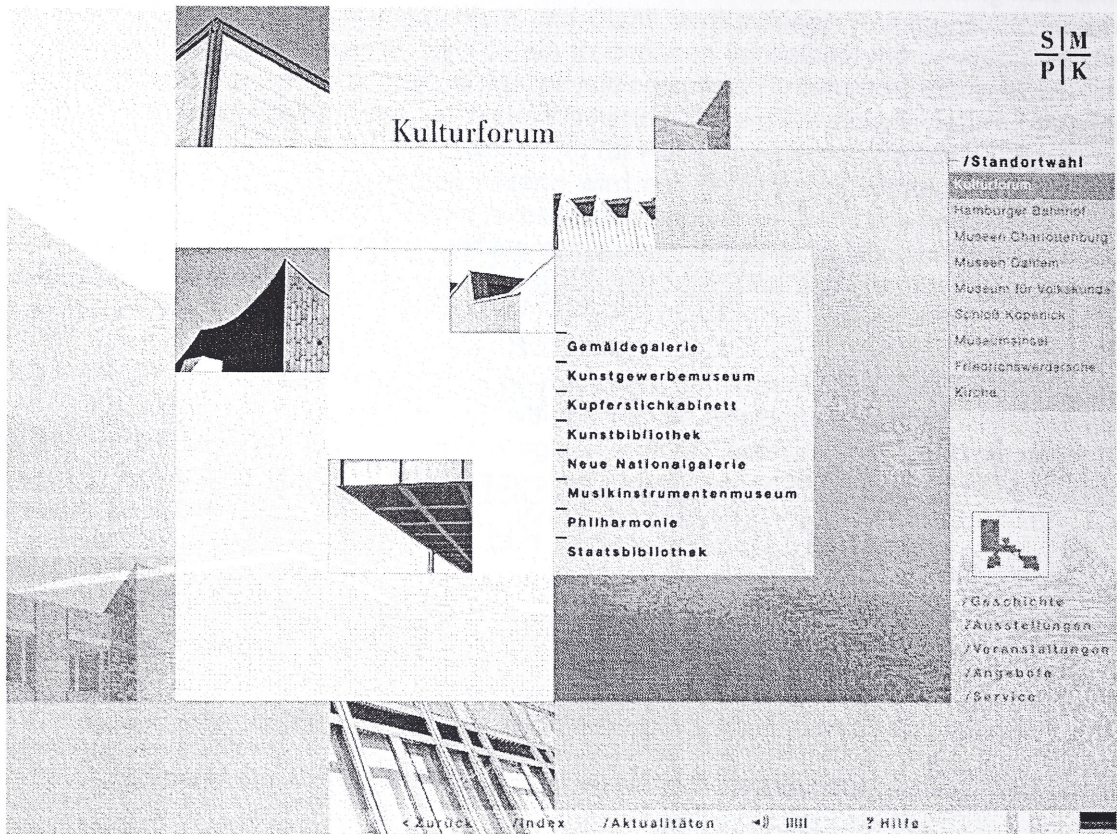 S|M
P|K
Kulturforum
/Standortwahl
Kulturforum
Hamburger Bahnhof
Museen Charlottenburg
Museen Dahlem
Museum für Volkskunde
Schloß Köpenick
Museumsinsel
Friedrichswerdersche
Kirche
Gemäldegalerie
Kunstgewerbemuseum
Kupferstichkabinett
Kunstbibliothek
Neue Nationalgalerie
Musikinstrumentenmuseum
Philharmonie
Staatsbibliothek
/Geschichte
/Ausstellungen
/Veranstaltungen
/Angebote
/Service
< Zurück /Index /Aktualitäten ? Hilfe